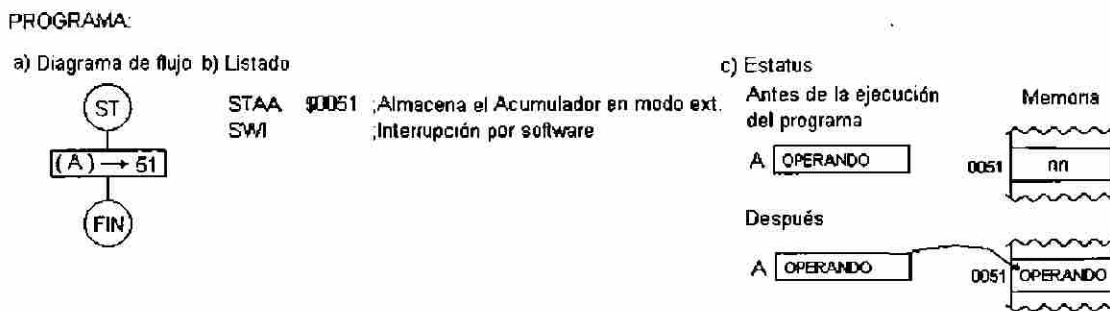 PROGRAMA:
a) Diagrama de flujo b) Listado
c) Estatus
ST
(A) → 51
FIN
STAA $0051 ;Almacena el Acumulador en modo ext.
SWI ;Interrupción por software
Antes de la ejecución
del programa
Memoria
A OPERANDO
0051 nn
Después
A OPERANDO
0051 OPERANDO